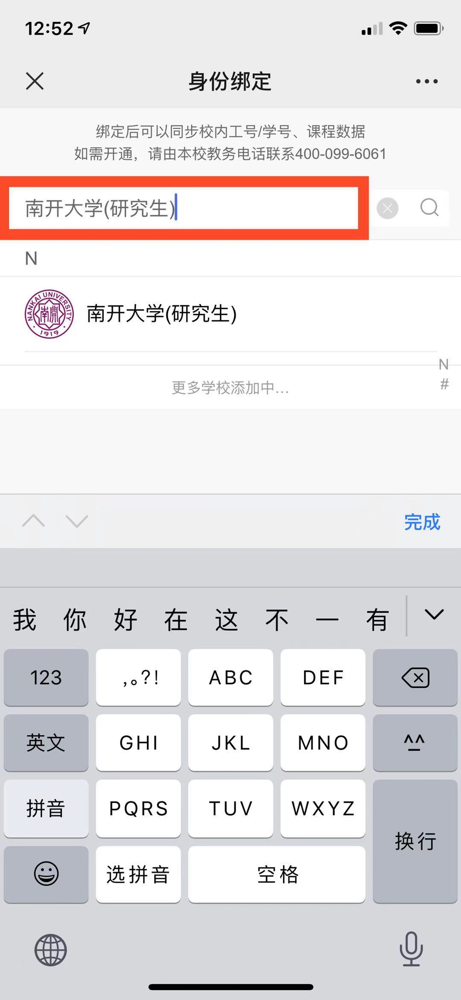 12:52
身份绑定
绑定后可以同步校内工号/学号、课程数据
如需开通，请由本校教务电话联系400-099-6061
南开大学(研究生)
N
NANKAI UNIVERSITY
南開
1919
南开大学(研究生)
N
#
更多学校添加中...
完成
我 你 好 在 这 不 一 有
123 ,。?! ABC DEF
英文 GHI JKL MNO ^^
拼音 PQRS TUV WXYZ
换行
选拼音 空格